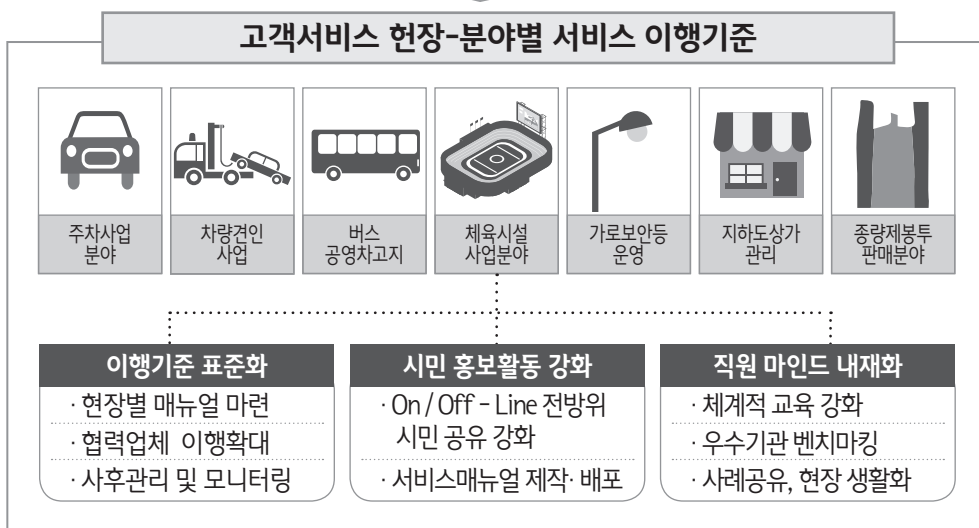 고객서비스 헌장-분야별 서비스 이행기준
주차사업
분야
차량견인
사업
버스
공영차고지
체육시설
사업분야
가로보안등
운영
지하도상가
관리
종량제봉투
판매분야
이행기준 표준화
· 현장별 매뉴얼 마련
· 협력업체 이행확대
· 사후관리 및 모니터링
시민 홍보활동 강화
· On / Off - Line 전방위
시민 공유 강화
· 서비스매뉴얼 제작· 배포
직원 마인드 내재화
· 체계적 교육 강화
· 우수기관 벤치마킹
· 사례공유, 현장 생활화